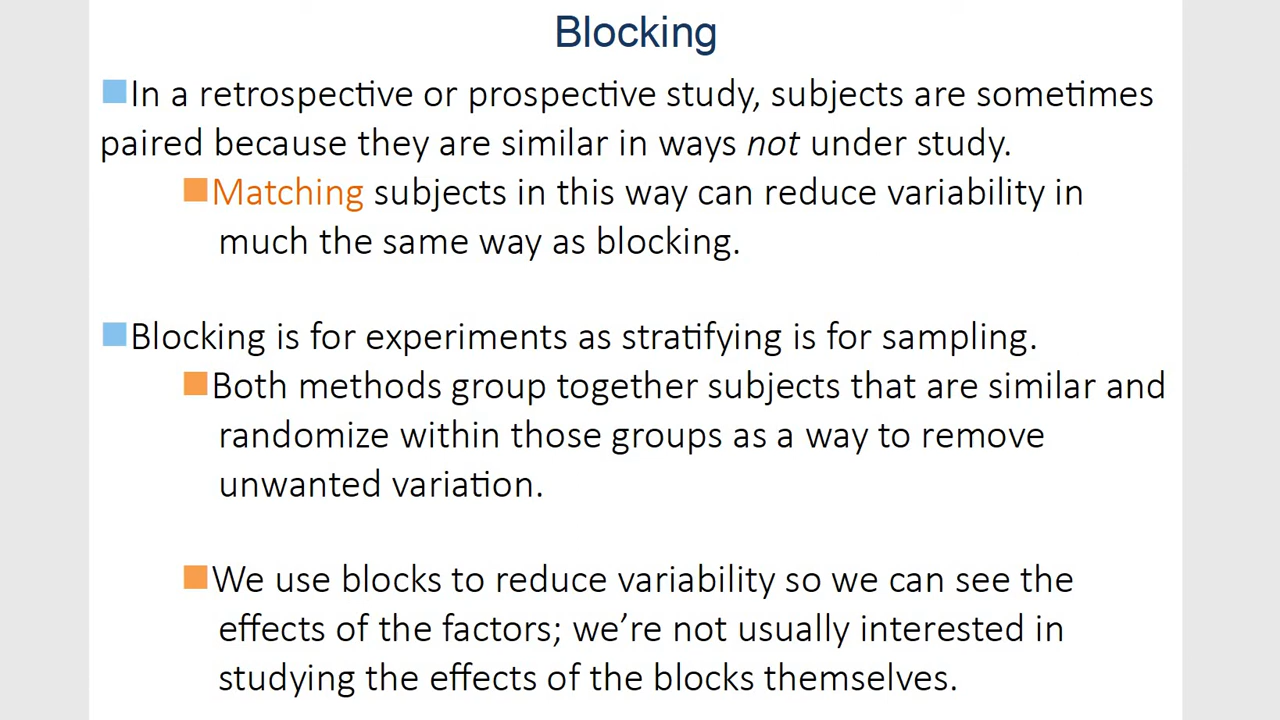 Blocking
In a retrospective or prospective study, subjects are sometimes
paired because they are similar in ways not under study.
Matching subjects in this way can reduce variability in
much the same way as blocking.
Blocking is for experiments as stratifying is for sampling.
Both methods group together subjects that are similar and
randomize within those groups as a way to remove
unwanted variation.
We use blocks to reduce variability so we can see the
effects of the factors; we’re not usually interested in
studying the effects of the blocks themselves.